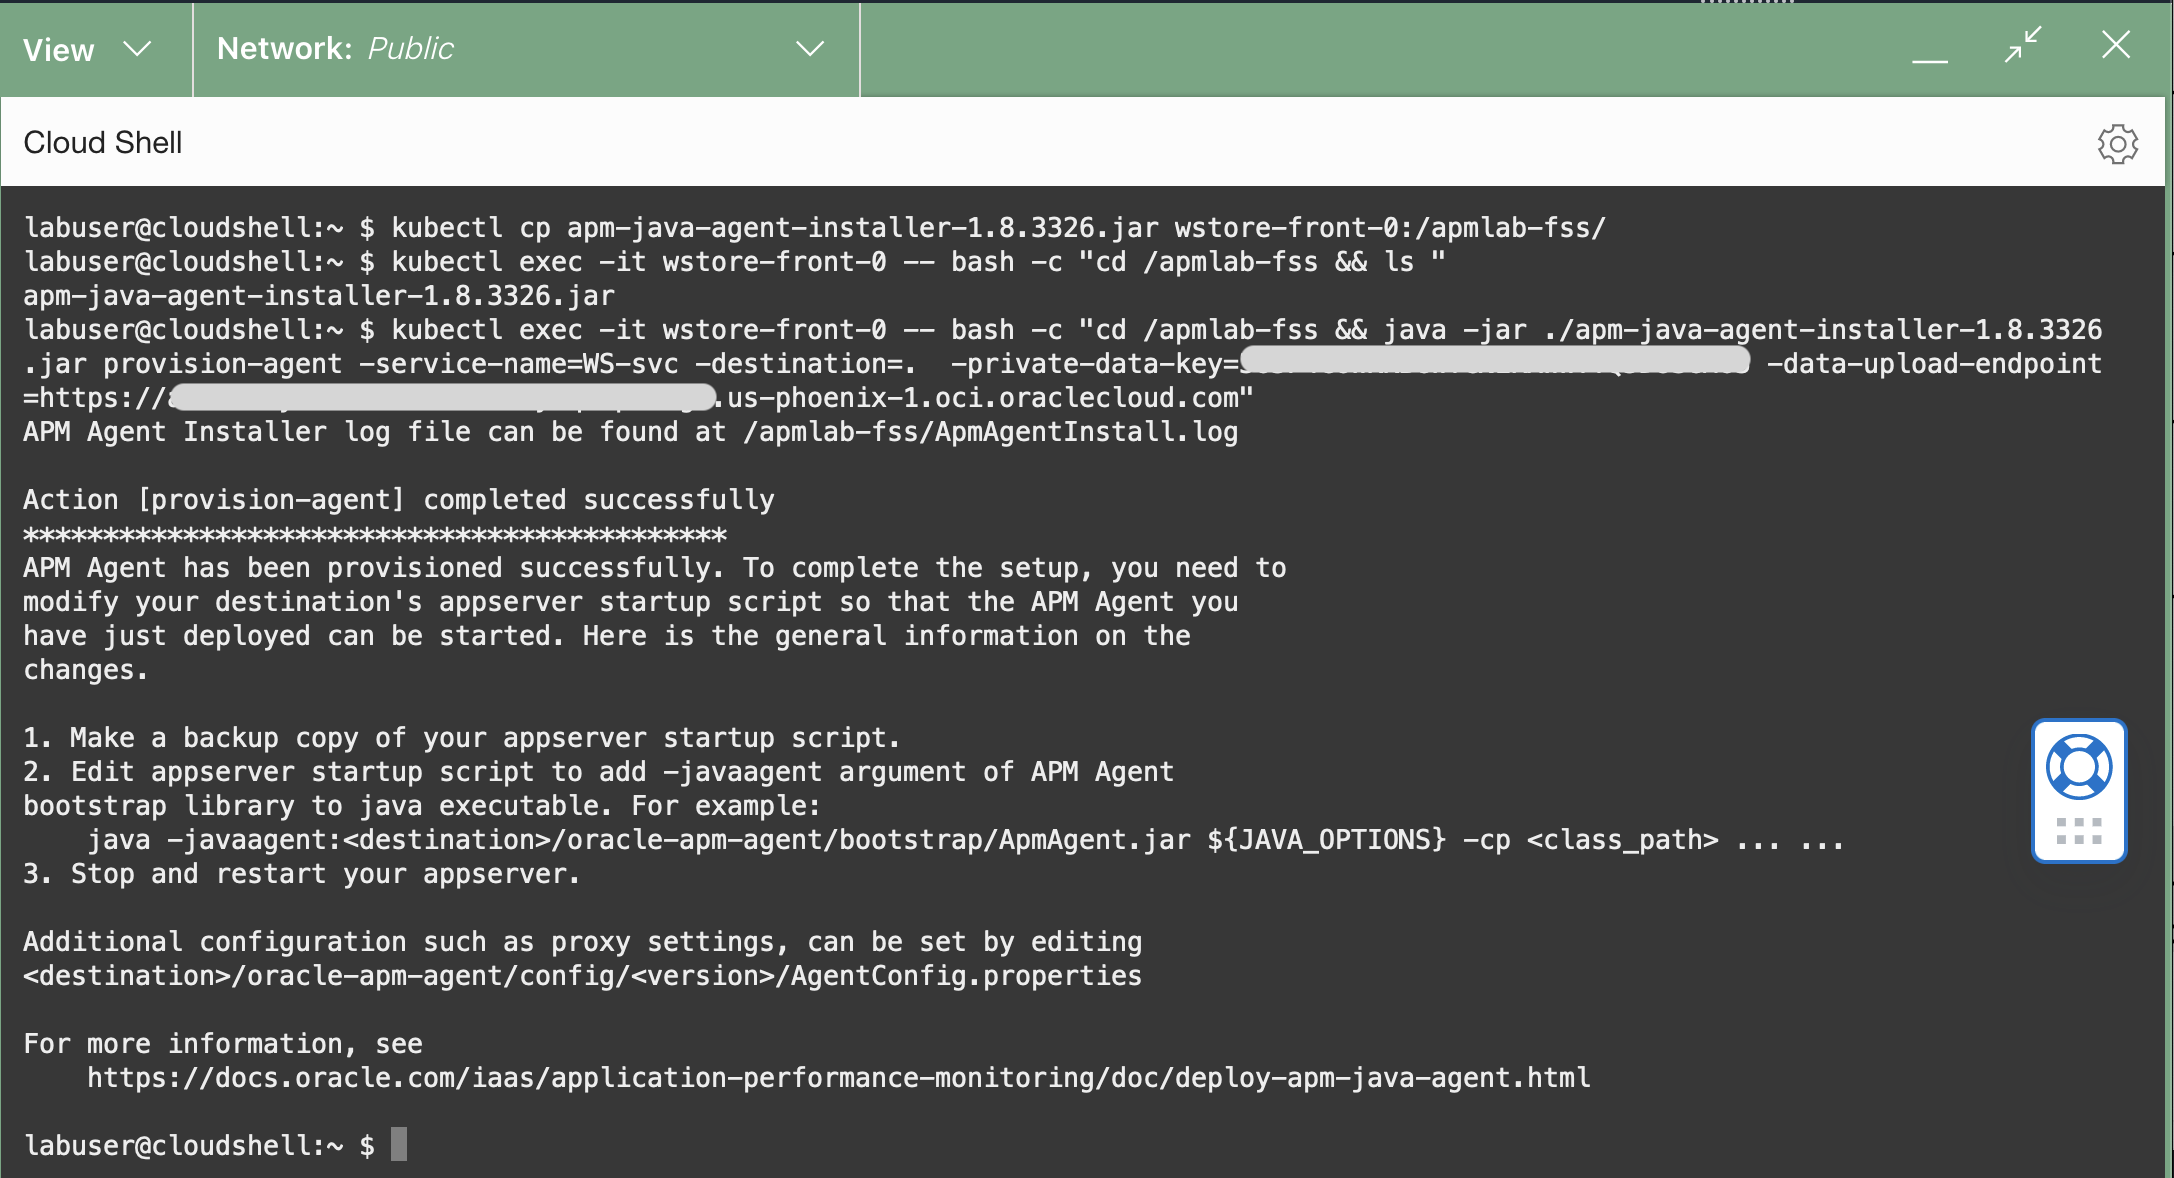 View
Network: Public
Cloud Shell
labuser@cloudshell:~ $ kubectl cp apm-java-agent-installer-1.8.3326.jar wstore-front-0:/apmlab-fss/
labuser@cloudshell:~ $ kubectl exec -it wstore-front-0 -- bash -c "cd /apmlab-fss && ls "
apm-java-agent-installer-1.8.3326.jar
labuser@cloudshell:~ $ kubectl exec -it wstore-front-0 -- bash -c "cd /apmlab-fss && java -jar ./apm-java-agent-installer-1.8.3326
.jar provision-agent -service-name=WS-svc -destination=.  -private-data-key= -data-upload-endpoint
=https:// .us-phoenix-1.oci.oraclecloud.com"
APM Agent Installer log file can be found at /apmlab-fss/ApmAgentInstall.log
Action [provision-agent] completed successfully
********************************************
APM Agent has been provisioned successfully. To complete the setup, you need to
modify your destination's appserver startup script so that the APM Agent you
have just deployed can be started. Here is the general information on the
changes.
1. Make a backup copy of your appserver startup script.
2. Edit appserver startup script to add -javaagent argument of APM Agent
bootstrap library to java executable. For example:
    java -javaagent:<destination>/oracle-apm-agent/bootstrap/ApmAgent.jar ${JAVA_OPTIONS} -cp <class_path> ... ...
3. Stop and restart your appserver.
Additional configuration such as proxy settings, can be set by editing
<destination>/oracle-apm-agent/config/<version>/AgentConfig.properties
For more information, see
    https://docs.oracle.com/iaas/application-performance-monitoring/doc/deploy-apm-java-agent.html
labuser@cloudshell:~ $